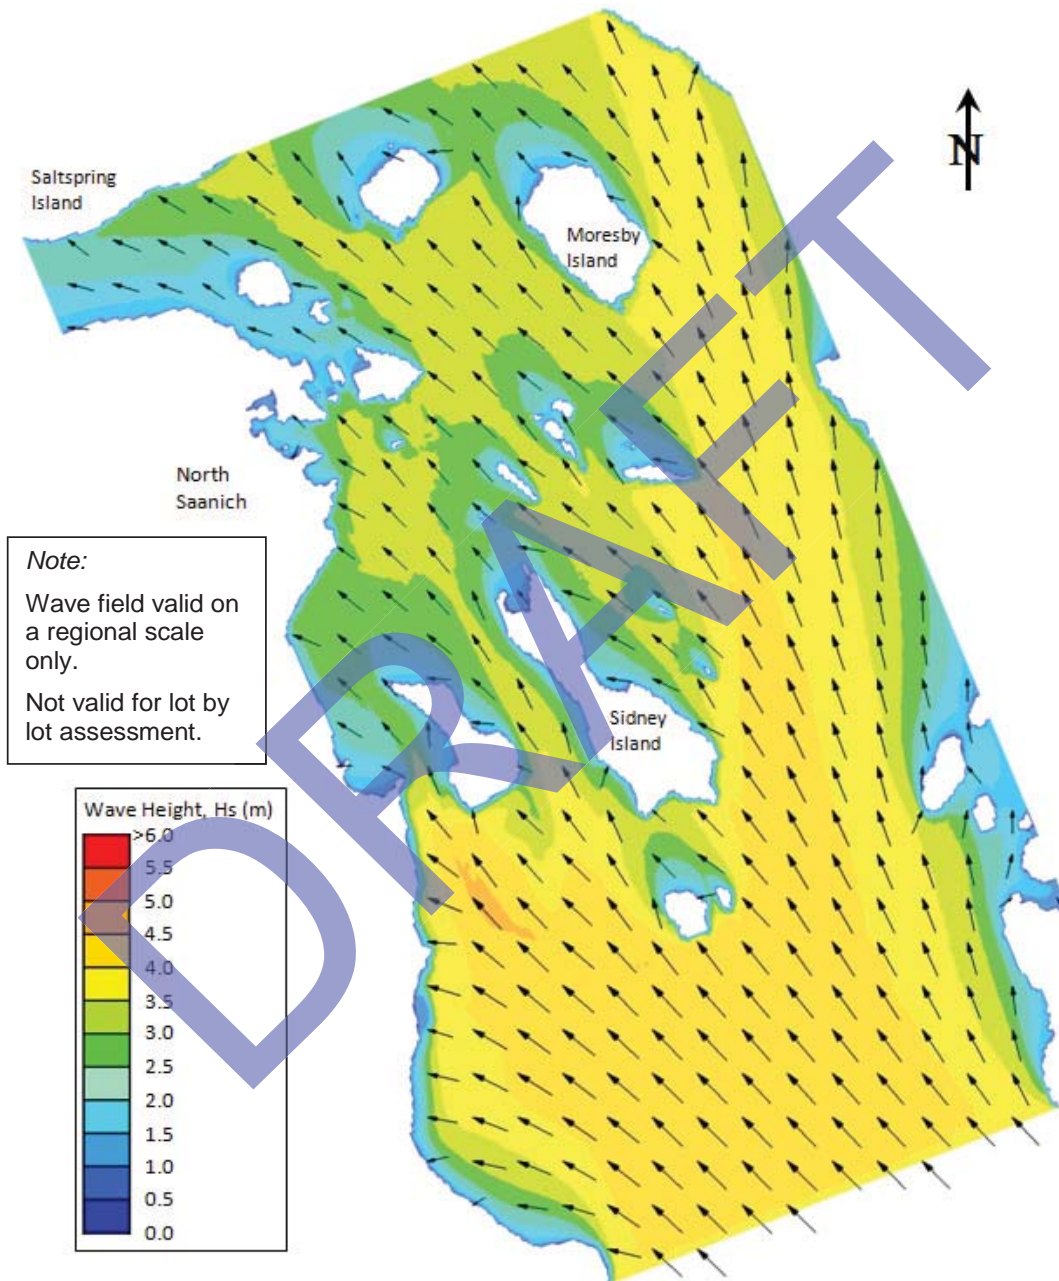 N
Saltspring
Island
Moresby
Island
North
Saanich
Note:
Wave field valid on
a regional scale
only.
Not valid for lot by
lot assessment.
Sidney
Island
Wave Height, Hs (m)
>6.0
5.5
5.0
4.5
4.0
3.5
3.0
2.5
2.0
1.5
1.0
0.5
0.0
DRAFT